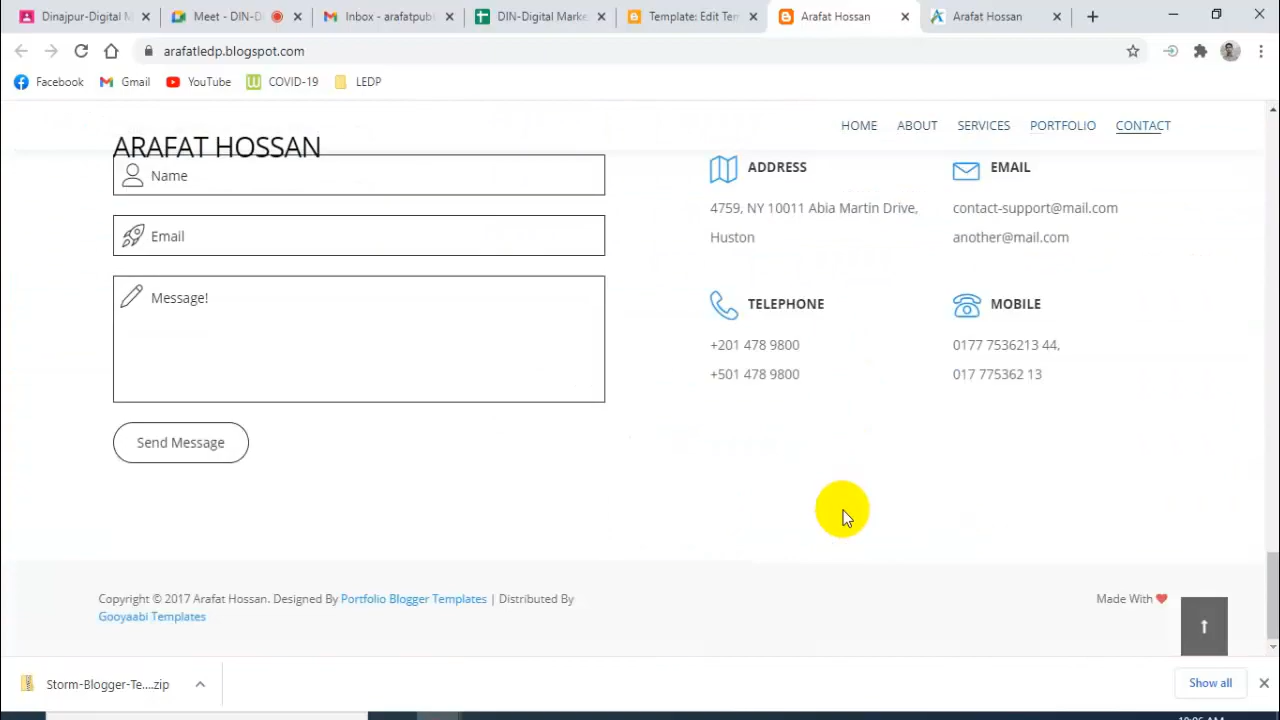 Dinajpur-Digital M
Meet - DIN-D
Inbox - arafatpub
DIN-Digital Marke
Template: Edit Ten
Arafat Hossan
Arafat Hossan
arafatledp.blogspot.com
Facebook
Gmail
YouTube
COVID-19
LEDP
ARAFAT HOSSAN
HOME
ABOUT
SERVICES
PORTFOLIO
CONTACT
Name
Email
Message!
Send Message
ADDRESS
4759, NY 10011 Abia Martin Drive,
Huston
EMAIL
contact-support@mail.com
another@mail.com
TELEPHONE
+201 478 9800
+501 478 9800
MOBILE
0177 7536213 44,
017 775362 13
Copyright © 2017 Arafat Hossan. Designed By Portfolio Blogger Templates | Distributed By
Gooyaabi Templates
Made With
Storm-Blogger-Te....zip
Show all